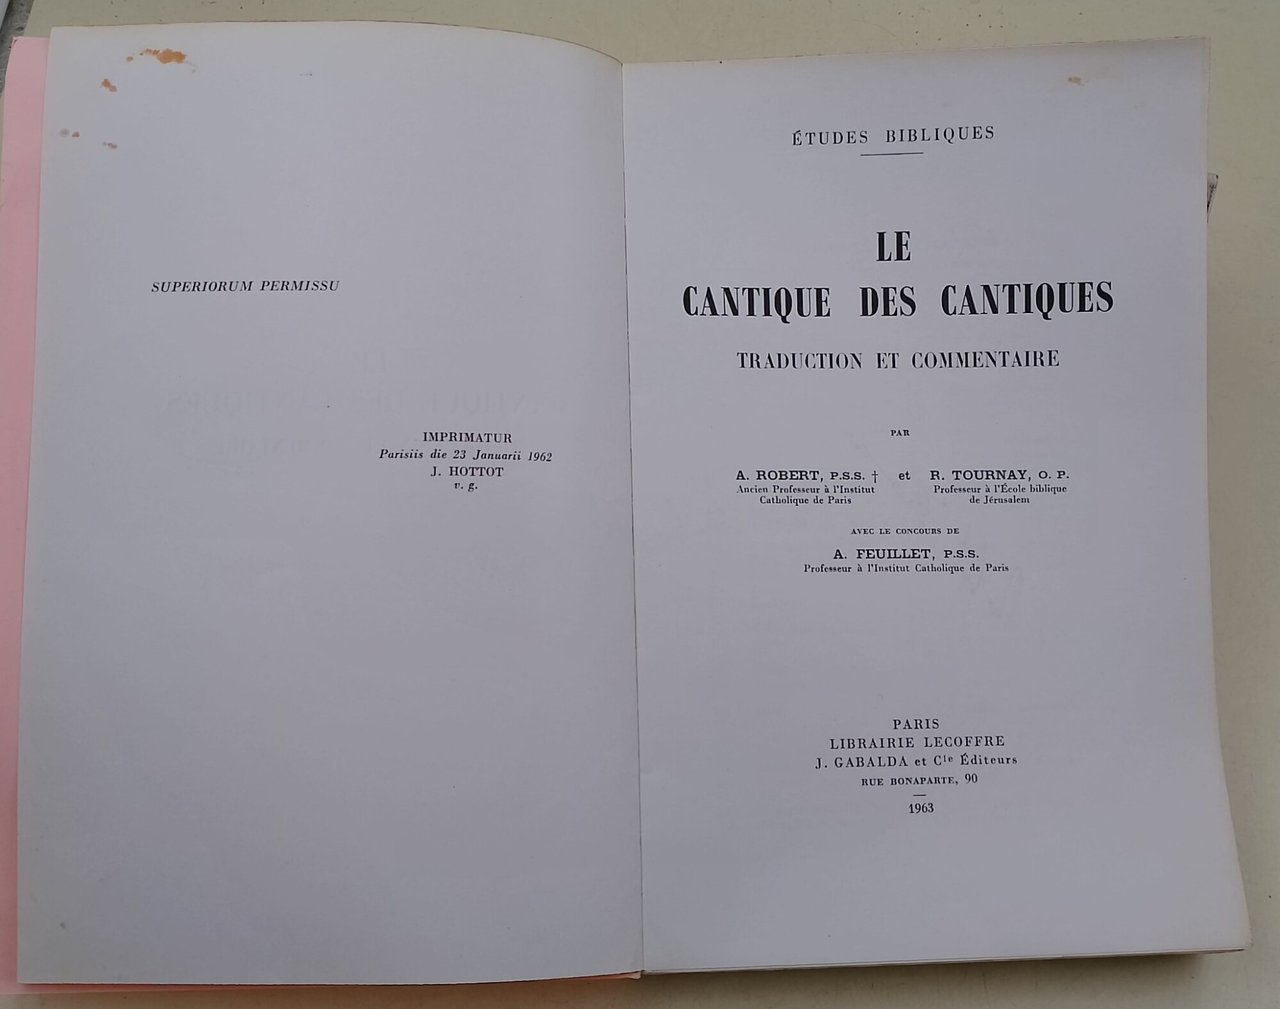 SUPERIORUM PERMISSU
IMPRIMATUR
Parisiis die 23 Januarii 1962
J. HOTTOT
v. g.
ÉTUDES BIBLIQUES
LE
CANTIQUE DES CANTIQUES
TRADUCTION ET COMMENTAIRE
PAR
A. ROBERT, P.S.S. † et R. TOURNAY, O. P.
Ancien Professeur à l'Institut Professeur à l'École biblique
Catholique de Paris de Jérusalem
AVEC LE CONCOURS DE
A. FEUILLET, P.S.S.
Professeur à l'Institut Catholique de Paris
PARIS
LIBRAIRIE LECOFFRE
J. GABALDA et Cie Éditeurs
RUE BONAPARTE, 90
1963